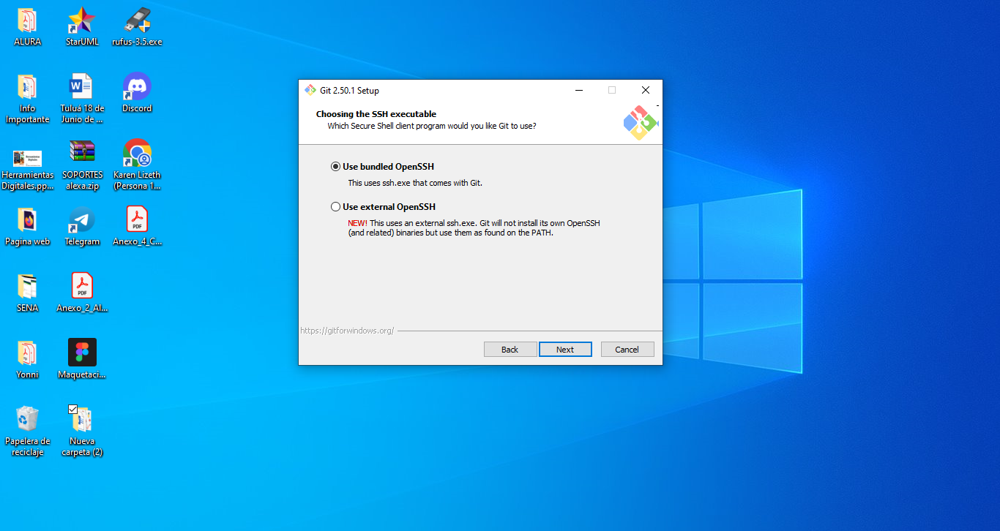 ALURA
StarUML
rufus-3.5.exe
Info
Importante
Tuluá 18 de
Junio de ...
Discord
Herramientas
Digitales.pp...
SOPORTES
alexa.zip
Karen Lizeth
(Persona 1...
Pagina web
Telegram
Anexo_4_C...
SENA
Anexo_2_Al...
Yonni
Maquetaci...
Papelera de
reciclaje
Nueva
carpeta (2)
Git 2.50.1 Setup
Choosing the SSH executable
Which Secure Shell client program would you like Git to use?
Use bundled OpenSSH
This uses ssh.exe that comes with Git.
Use external OpenSSH
NEW! This uses an external ssh.exe. Git will not install its own OpenSSH
(and related) binaries but use them as found on the PATH.
https://gitforwindows.org/
Back
Next
Cancel